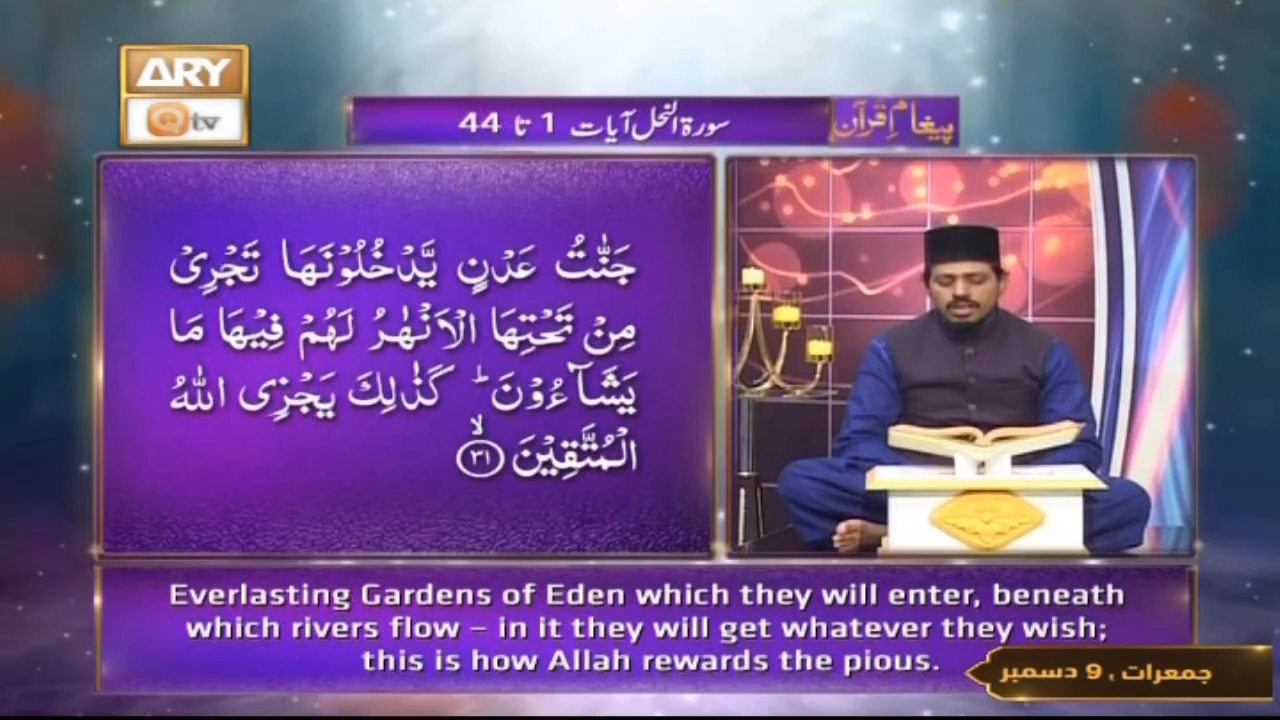 ARY
Qtv
سورۃ النحل آیات 1 تا 44
پیغامِ قرآن
جَنّٰتُ عَدْنٍ يَّدْخُلُوْنَهَا تَجْرِيْ
مِنْ تَحْتِهَا الْاَنْهٰرُ لَهُمْ فِيْهَا مَا
يَشَآءُوْنَ ؕ كَذٰلِكَ يَجْزِي اللّٰهُ
الْمُتَّقِيْنَ ۙ ﴿۳۱﴾
Everlasting Gardens of Eden which they will enter, beneath
which rivers flow – in it they will get whatever they wish;
this is how Allah rewards the pious.
جمعرات، 9 دسمبر